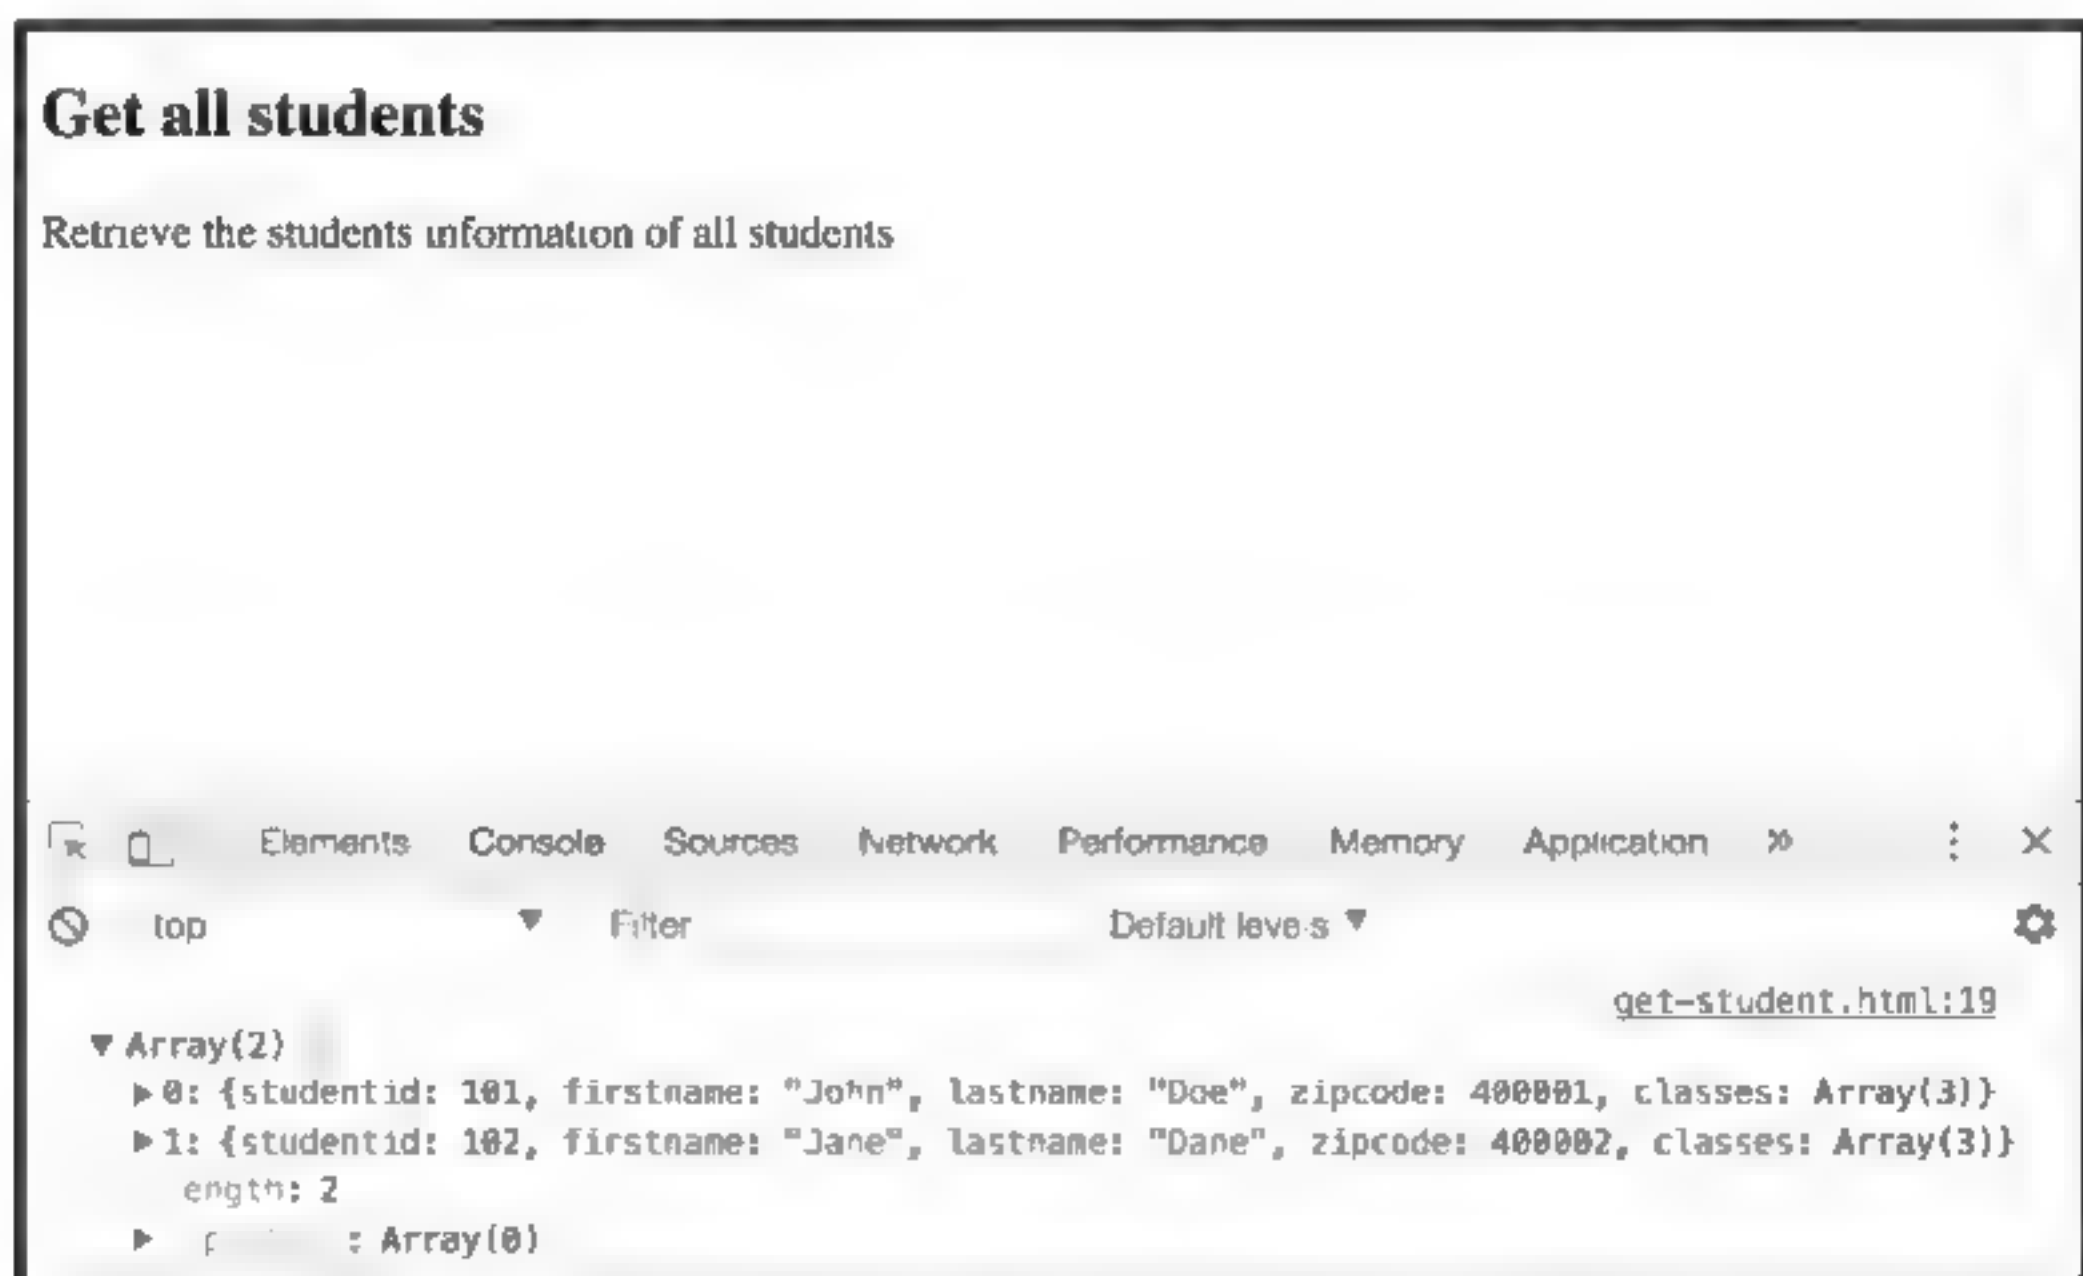 Get all students
Retrieve the students information of all students
Elements Console Sources Network Performance Memory Application »
top ▼ Filter Default levels ▼
get-student.html:19
▼ Array(2)
▶ 0: {studentid: 101, firstname: "John", lastname: "Doe", zipcode: 400001, classes: Array(3)}
▶ 1: {studentid: 102, firstname: "Jane", lastname: "Dane", zipcode: 400002, classes: Array(3)}
length: 2
▶ : Array(0)